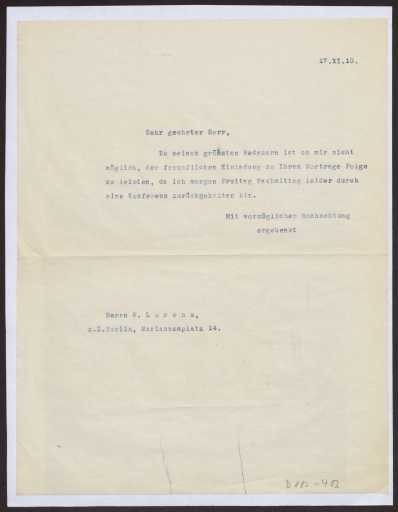 17.XI.10.
Sehr geehrter Herr,
Zu meinem größten Bedauern ist es mir nicht
möglich, der freundlichen Einladung zu Ihrem Vortrage Folge
zu leisten, da ich morgen Freitag Nachmittag leider durch
eine Konferenz zurückgehalten bin.
Mit vorzüglicher Hochachtung
ergebenst
Herrn L o r e n z,
z.Z.Berlin, Mariannenplatz 14.